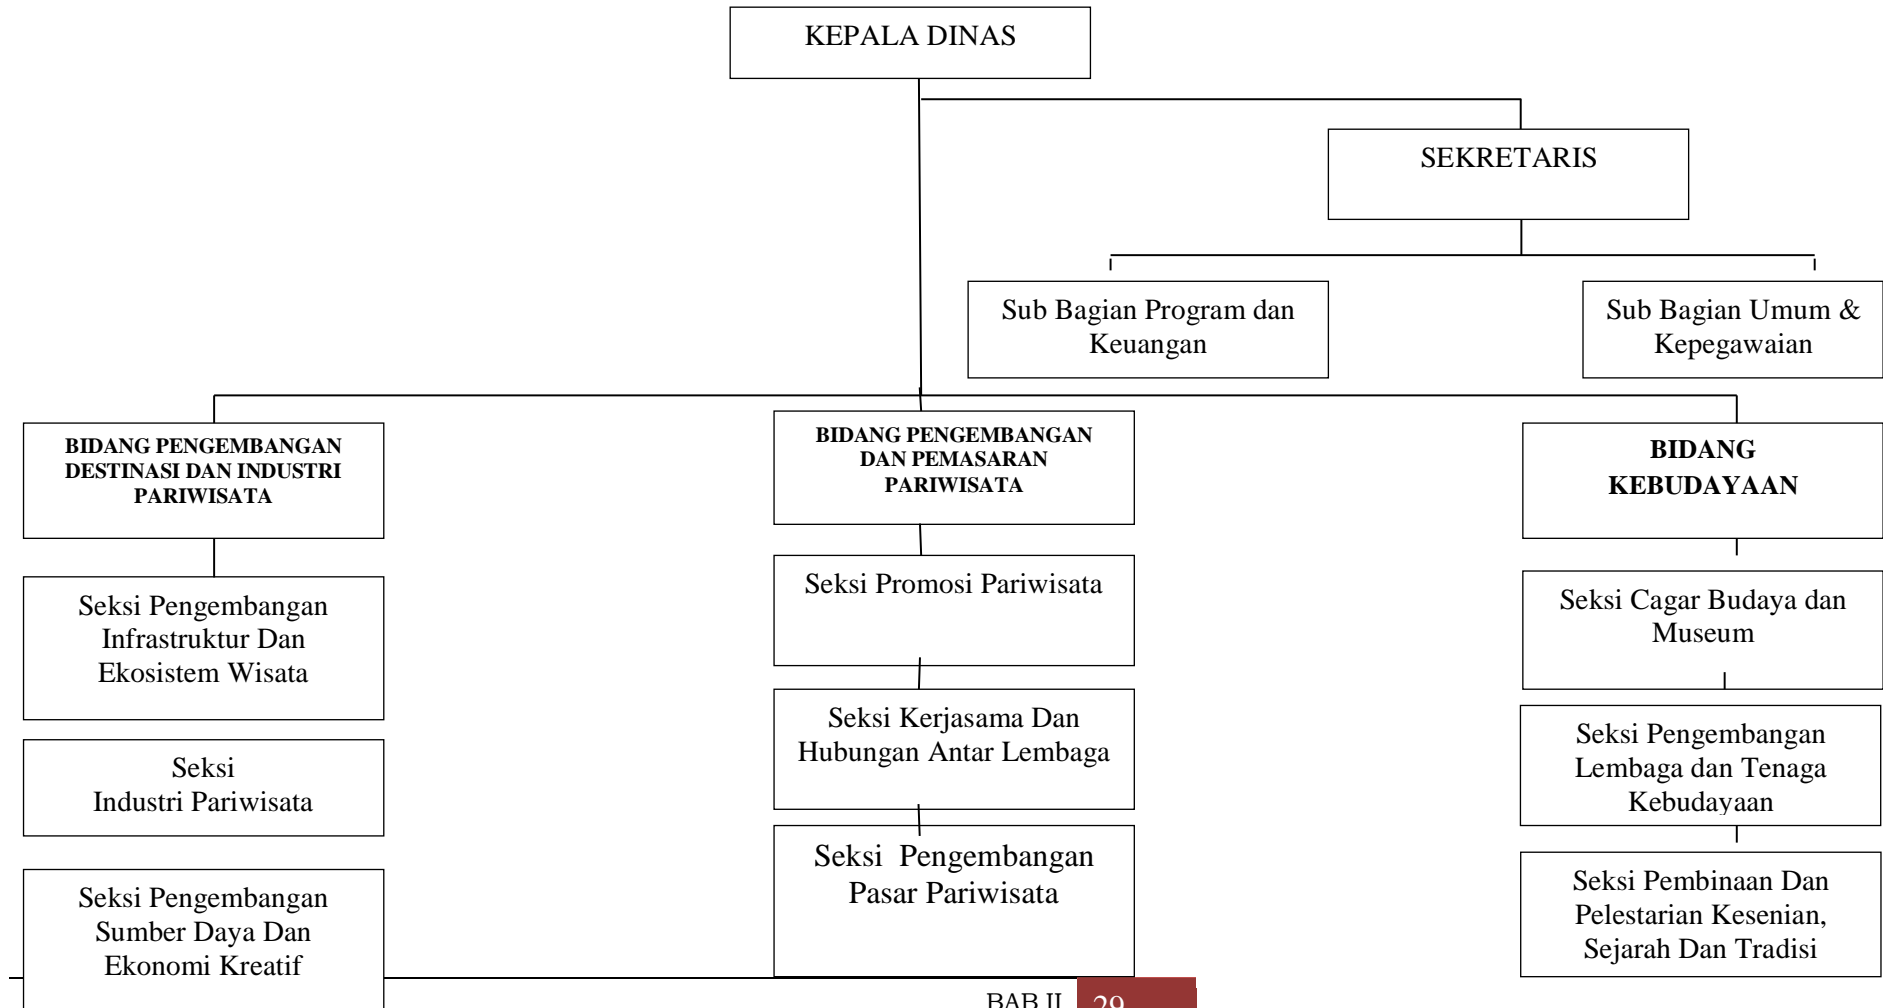 KEPALA DINAS
SEKRETARIS
Sub Bagian Program dan
Keuangan
Sub Bagian Umum &
Kepegawaian
BIDANG PENGEMBANGAN
DESTINASI DAN INDUSTRI
PARIWISATA
BIDANG PENGEMBANGAN
DAN PEMASARAN
PARIWISATA
BIDANG
KEBUDAYAAN
Seksi Pengembangan
Infrastruktur Dan
Ekosistem Wisata
Seksi
Industri Pariwisata
Seksi Pengembangan
Sumber Daya Dan
Ekonomi Kreatif
Seksi Promosi Pariwisata
Seksi Kerjasama Dan
Hubungan Antar Lembaga
Seksi Pengembangan
Pasar Pariwisata
Seksi Cagar Budaya dan
Museum
Seksi Pengembangan
Lembaga dan Tenaga
Kebudayaan
Seksi Pembinaan Dan
Pelestarian Kesenian,
Sejarah Dan Tradisi
BAB II 29